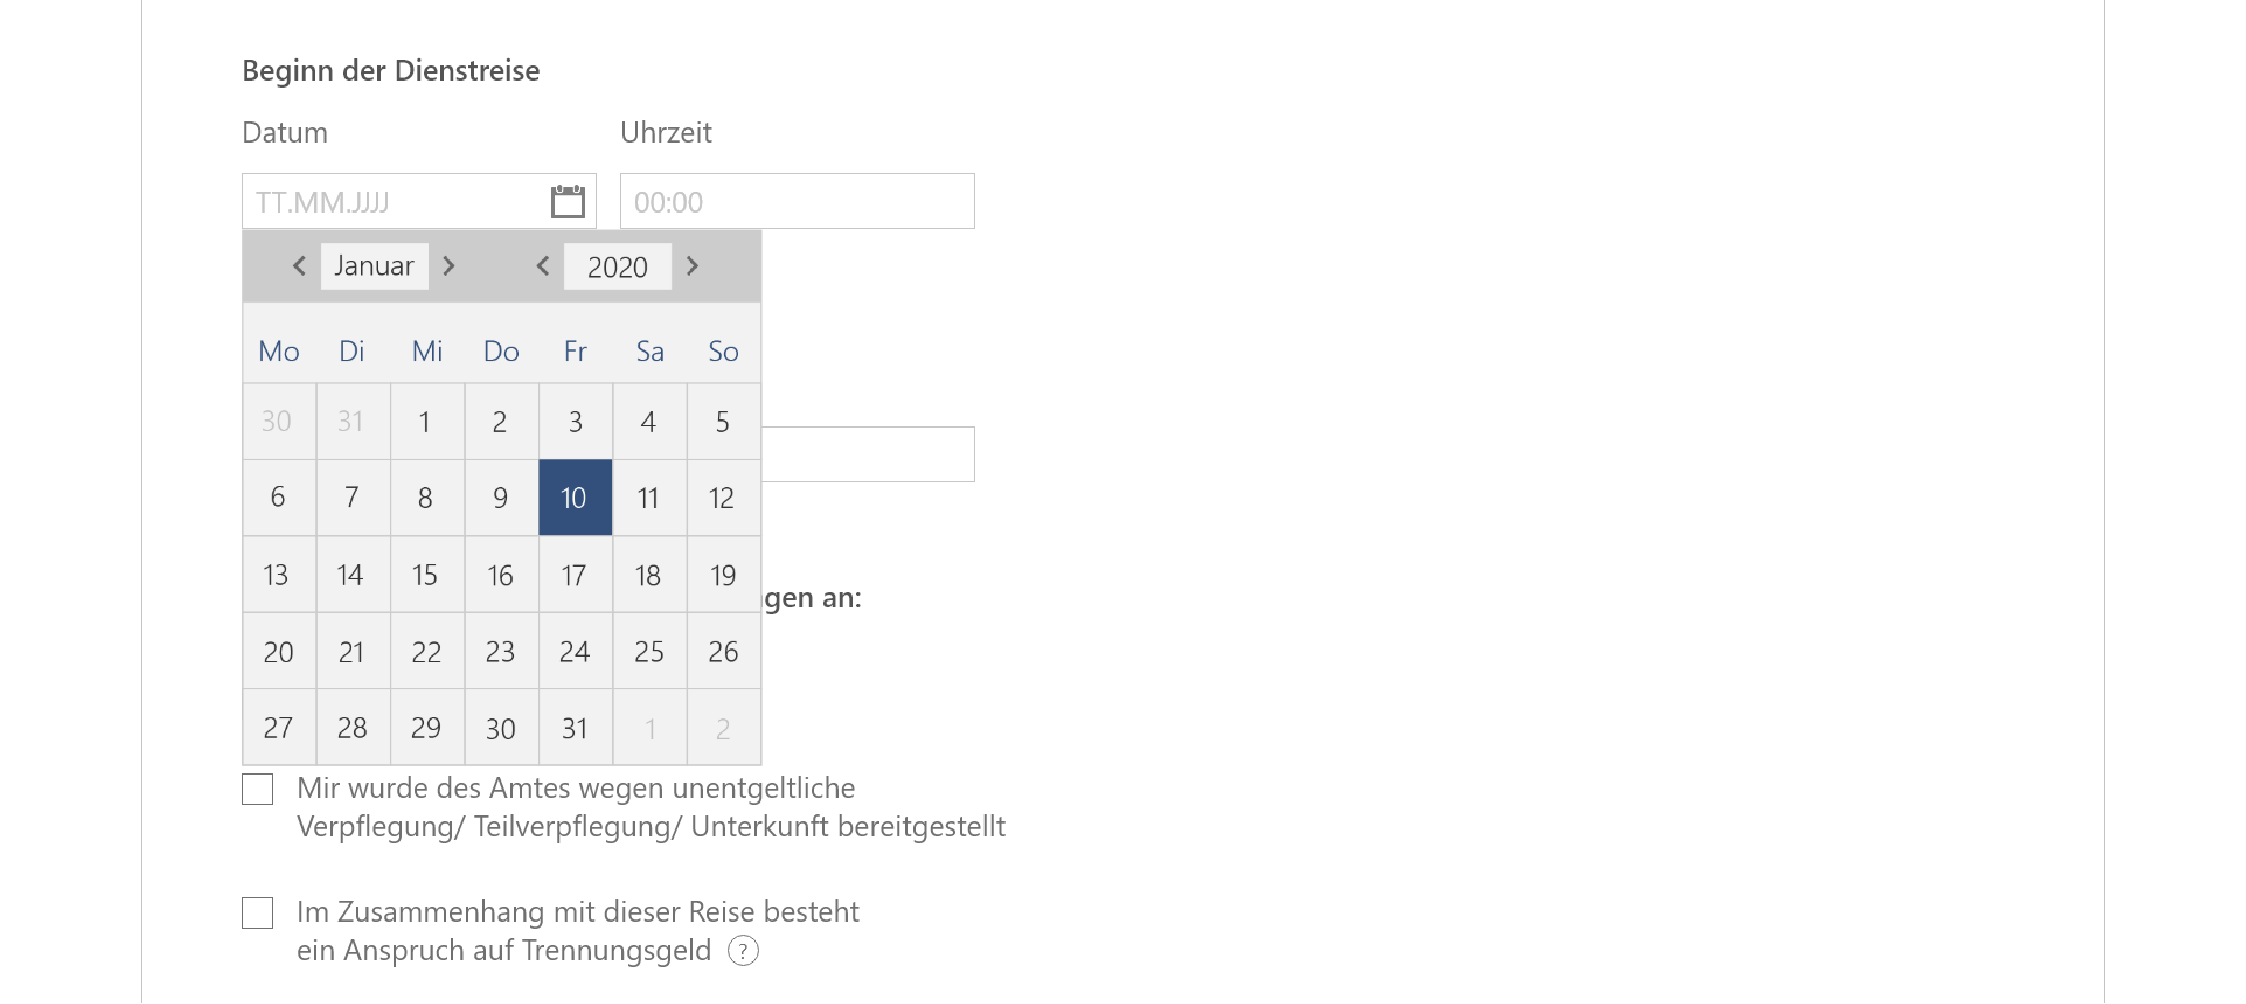 Beginn der Dienstreise
Datum Uhrzeit
TT.MM.JJJJ 00:00
Januar 2020
Mo Di Mi Do Fr Sa So
30 31 1 2 3 4 5
6 7 8 9 10 11 12
13 14 15 16 17 18 19
gen an:
20 21 22 23 24 25 26
27 28 29 30 31 1 2
Mir wurde des Amtes wegen unentgeltliche
Verpflegung/ Teilverpflegung/ Unterkunft bereitgestellt
Im Zusammenhang mit dieser Reise besteht
ein Anspruch auf Trennungsgeld ?